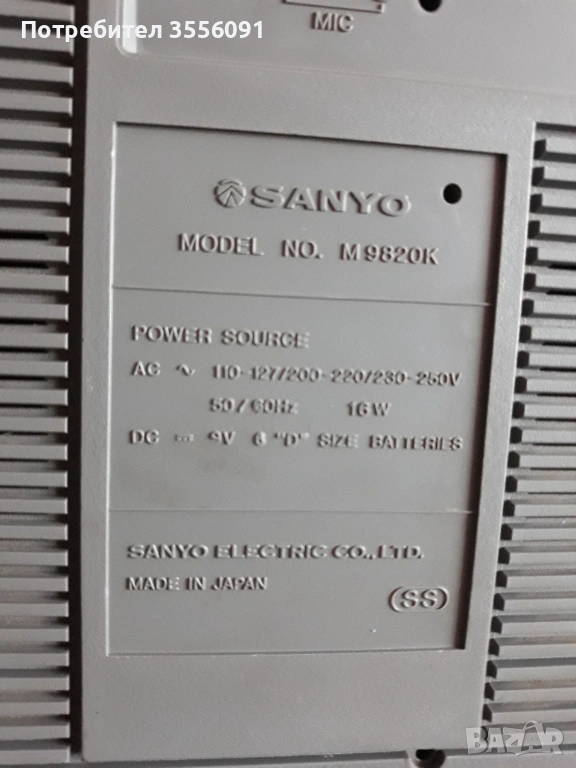 Потребител 3556091
MIC
SANYO
MODEL NO. M9820K
POWER SOURCE
AC ∿ 110-127/200-220/230-250V
50/60Hz 16W
DC ⎓ 9V 6 "D" SIZE BATTERIES
SANYO ELECTRIC CO., LTD.
MADE IN JAPAN
(SS)
BAZAR